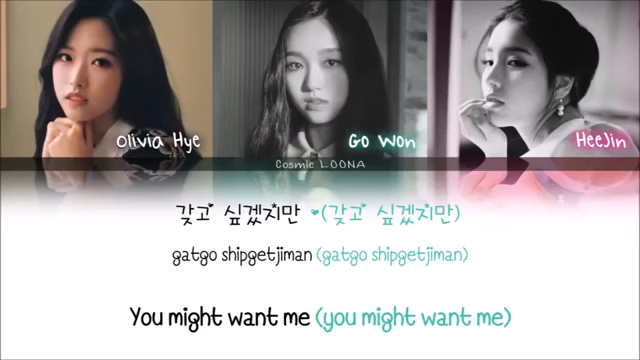 Olivia Hye
Go Won
HeeJin
Cosmic LOONA
갖고 싶겠지만 (갖고 싶겠지만)
gatgo shipgetjiman (gatgo shipgetjiman)
You might want me (you might want me)